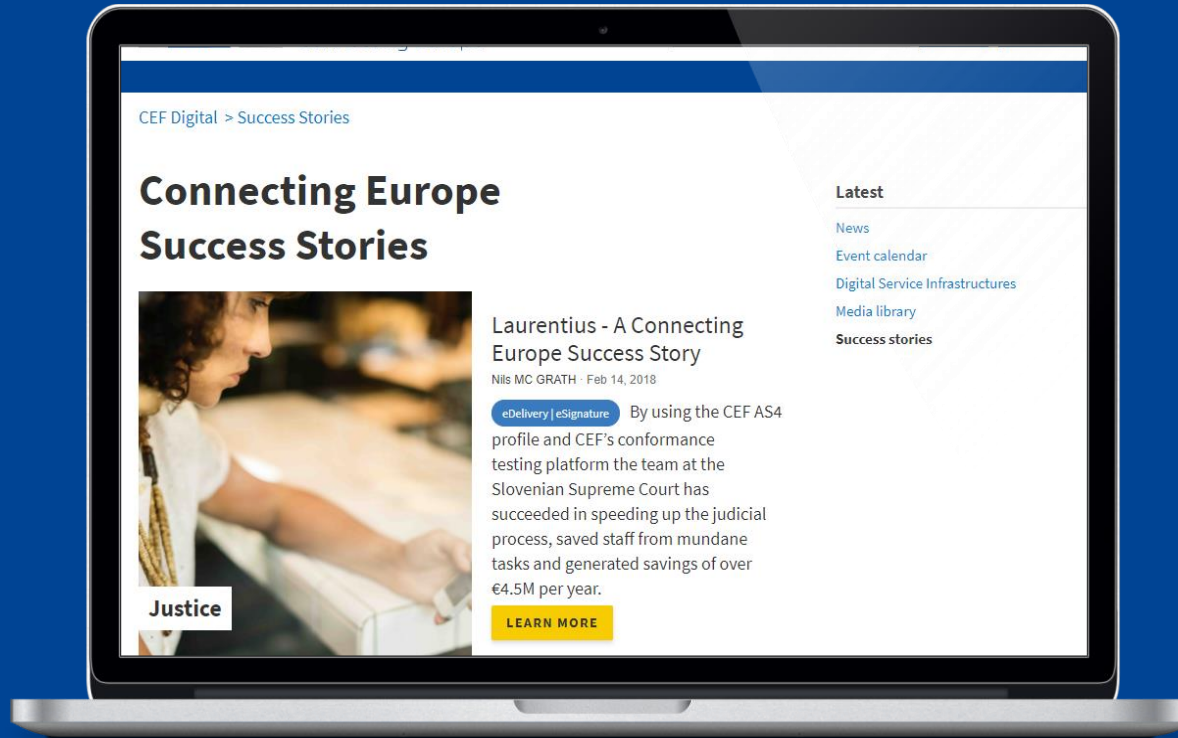 CEF Digital > Success Stories
Connecting Europe
Success Stories
Latest
News
Event calendar
Digital Service Infrastructures
Media library
Success stories
Laurentius - A Connecting
Europe Success Story
Nils MC GRATH · Feb 14, 2018
eDelivery | eSignature By using the CEF AS4
profile and CEF's conformance
testing platform the team at the
Slovenian Supreme Court has
succeeded in speeding up the judicial
process, saved staff from mundane
tasks and generated savings of over
€4.5M per year.
LEARN MORE
Justice